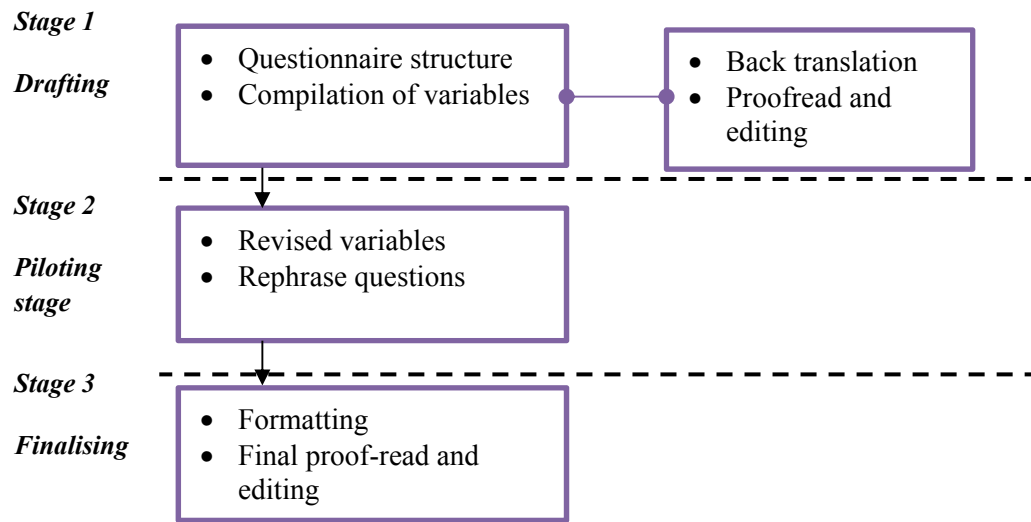 Stage 1
Drafting
• Questionnaire structure
• Compilation of variables
• Back translation
• Proofread and
editing
Stage 2
Piloting
stage
• Revised variables
• Rephrase questions
Stage 3
Finalising
• Formatting
• Final proof-read and
editing